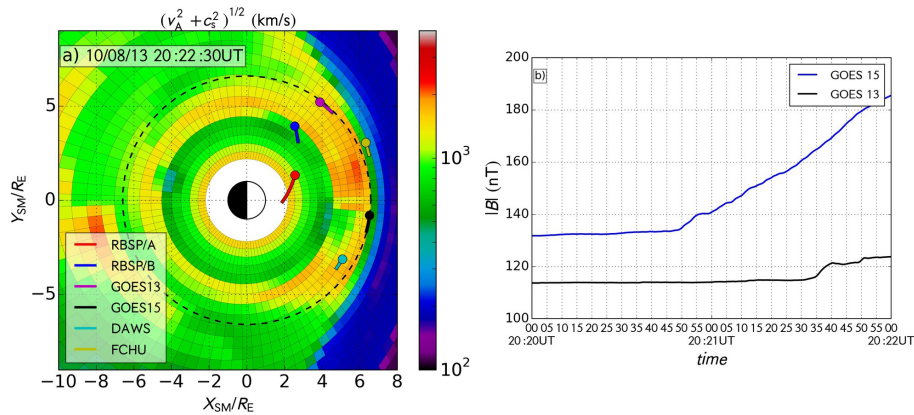 (v_A^2 + c_s^2)^{1/2} (km/s)
a) 10/08/13 20:22:30UT
5
0
−5
Y_SM/R_E
RBSP/A
RBSP/B
GOES13
GOES15
DAWS
FCHU
−10 −8 −6 −4 −2 0 2 4 6 8
X_SM/R_E
10^3
10^2
b)
GOES 15
GOES 13
200
180
160
140
120
100
|B| (nT)
00 05 10 15 20 25 30 35 40 45 50 55 00 05 10 15 20 25 30 35 40 45 50 55 00
20:20UT 20:21UT 20:22UT
time